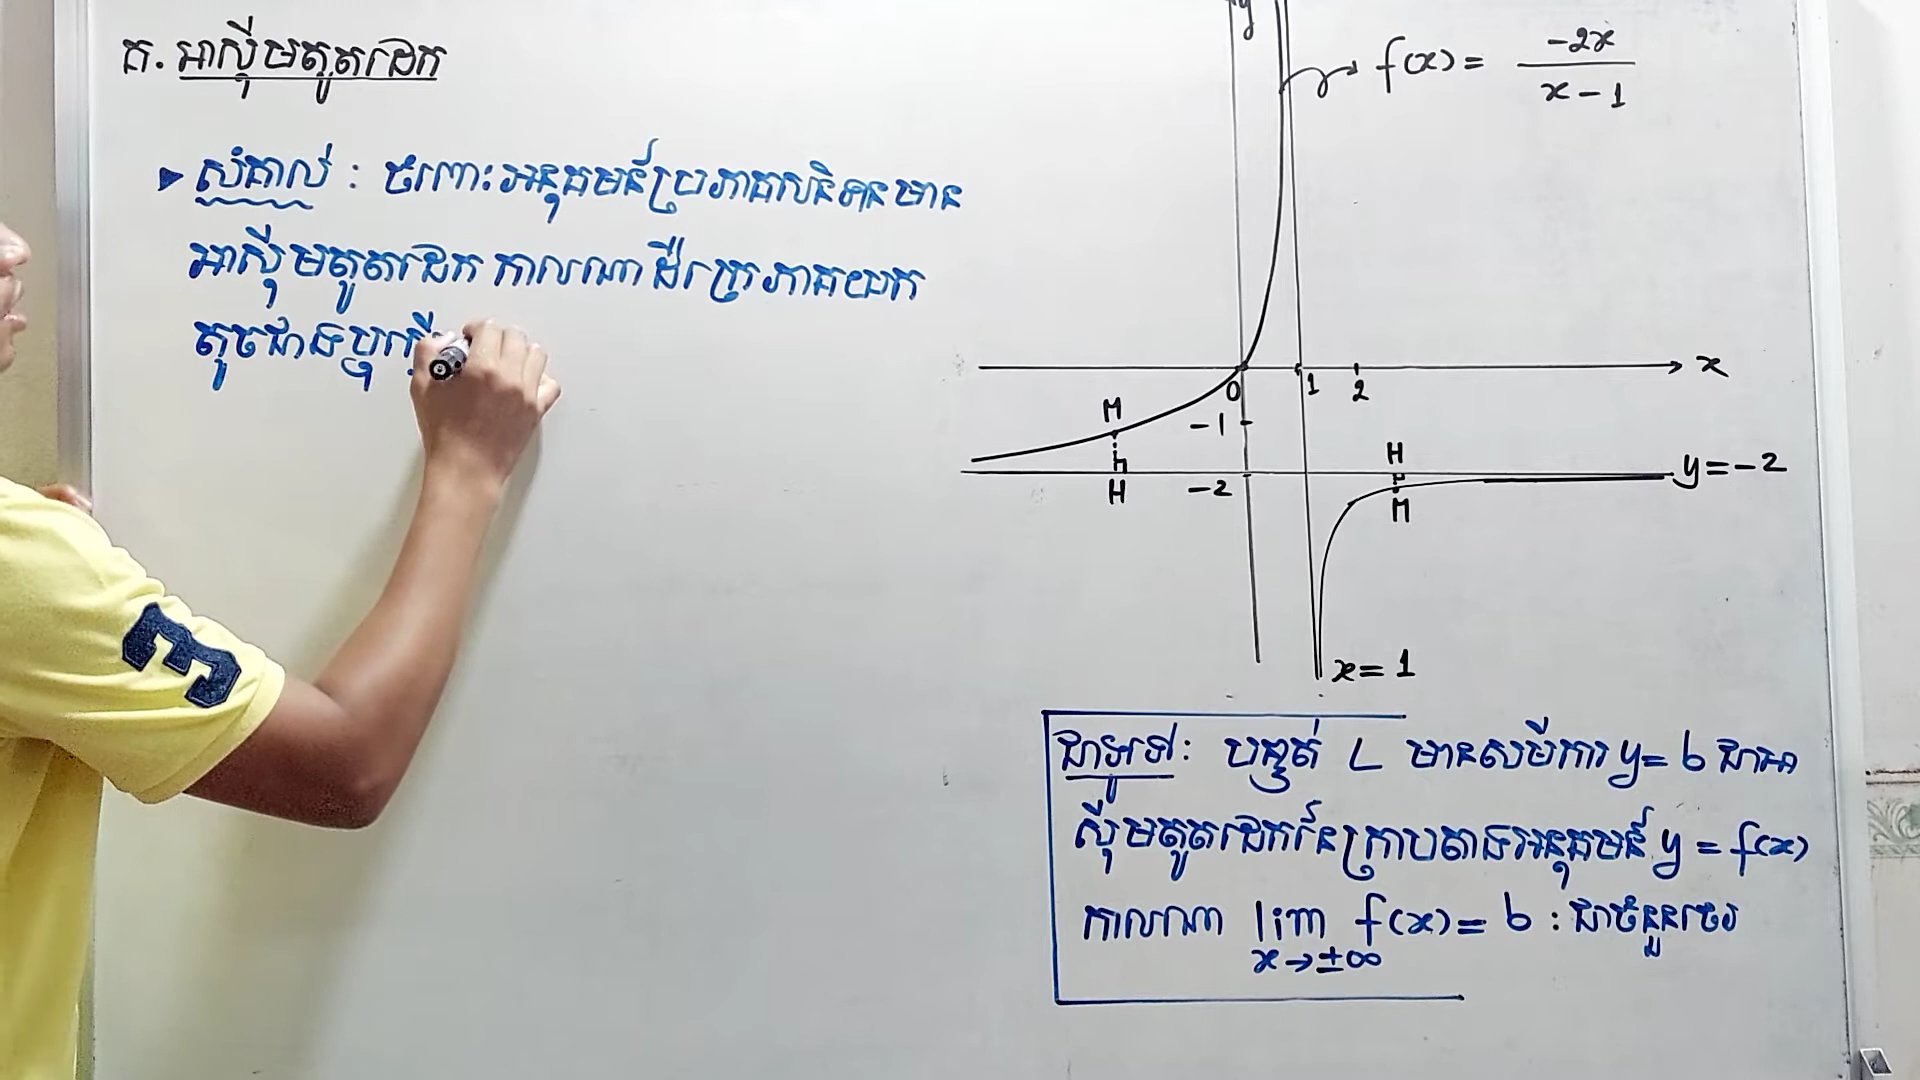 គ. អាស៊ីមតូតដេក
▸ សំគាល់ : ចំពោះអនុគមន៍ប្រភាគសនិទានមាន
អាស៊ីមតូតដេក កាលណាដឺក្រេភាគយក
តូចជាងឬស្មើ
y
f(x) = -2x / x - 1
x
0
1
2
-1
-2
M
H
H
M
y = -2
x = 1
ជាទូទៅ : បន្ទាត់ L មានសមីការ y = b ជាអា
ស៊ីមតូតដេកនៃក្រាបតាងអនុគមន៍ y = f(x)
កាលណា lim f(x) = b : ជាចំនួនថេរ
x→±∞
3